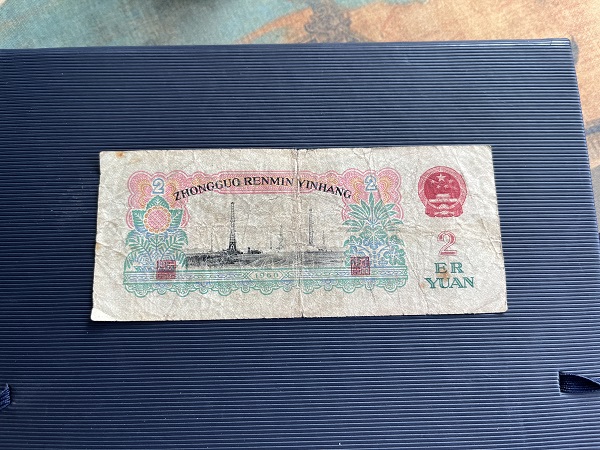 2
ZHONGGUO RENMIN YINHANG
2
1960
2
ER
YUAN